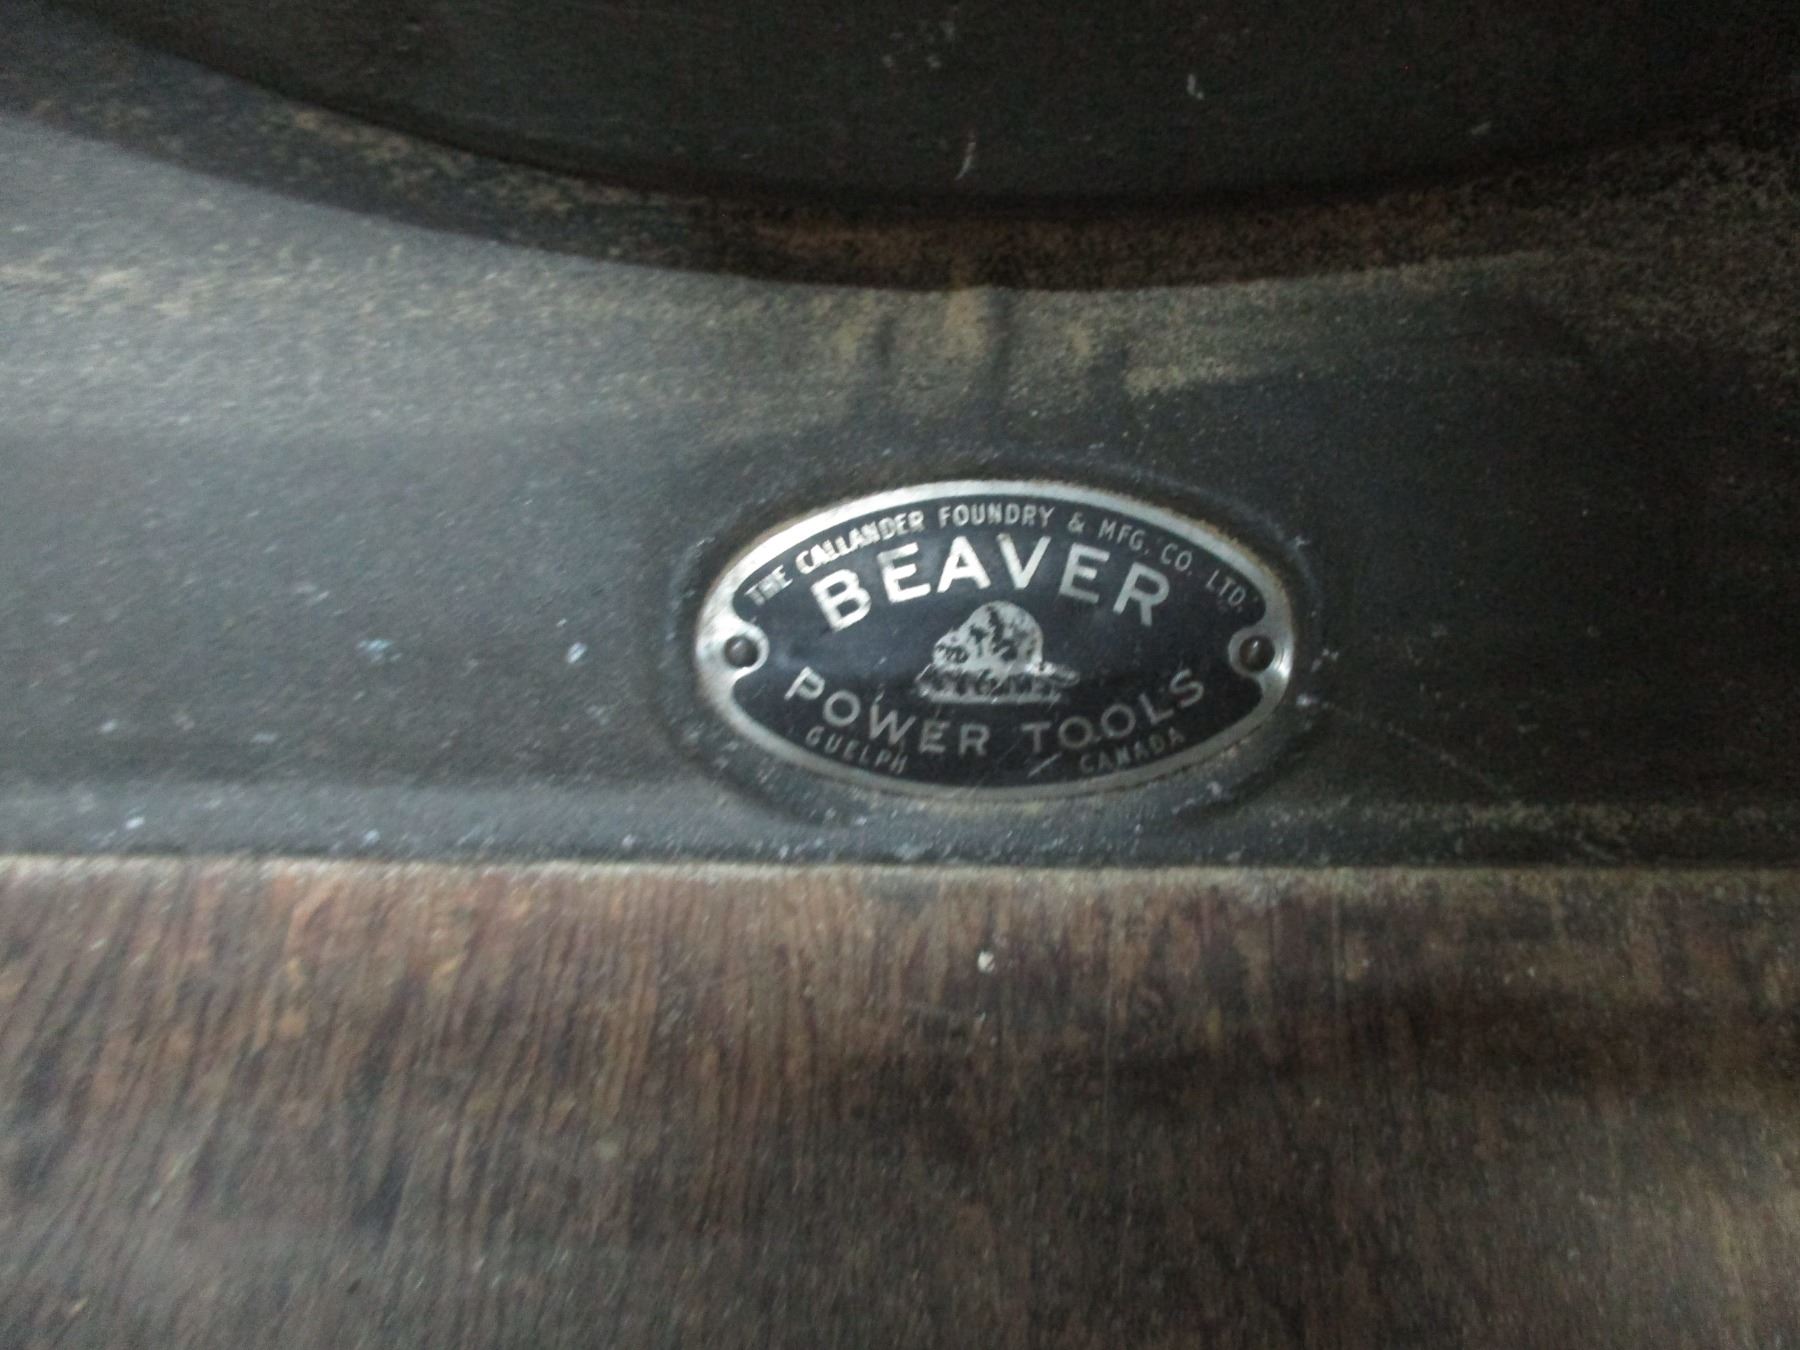 THE CALLANDER FOUNDRY & MFG. CO. LTD.
BEAVER
POWER TOOLS
GUELPH / CANADA